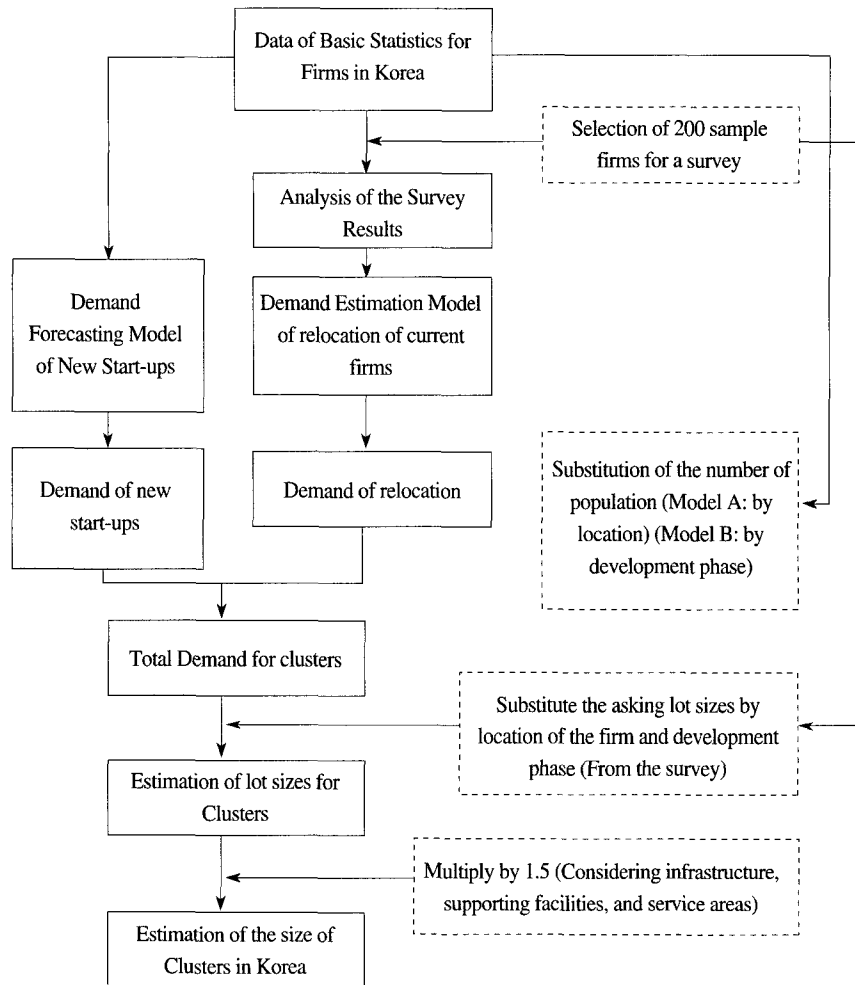 Data of Basic Statistics for
Firms in Korea
Selection of 200 sample
firms for a survey
Analysis of the Survey
Results
Demand
Forecasting Model
of New Start-ups
Demand Estimation Model
of relocation of current
firms
Demand of new
start-ups
Demand of relocation
Substitution of the number of
population (Model A: by
location) (Model B: by
development phase)
Total Demand for clusters
Substitute the asking lot sizes by
location of the firm and development
phase (From the survey)
Estimation of lot sizes for
Clusters
Multiply by 1.5 (Considering infrastructure,
supporting facilities, and service areas)
Estimation of the size of
Clusters in Korea